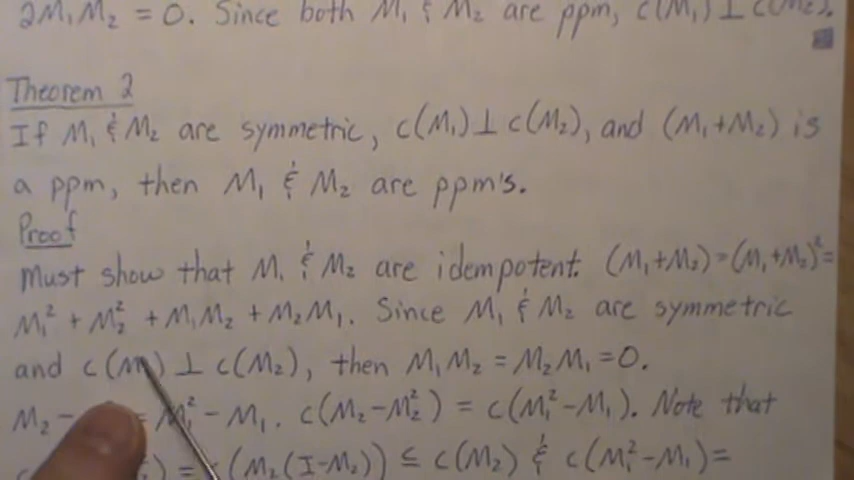 2M₁M₂ = 0. Since both M₁ & M₂ are ppm, c(M₁) ⊥ c(M₂).
Theorem 2
If M₁ & M₂ are symmetric, c(M₁) ⊥ c(M₂), and (M₁+M₂) is
a ppm, then M₁ & M₂ are ppm's.
Proof
Must show that M₁ & M₂ are idempotent. (M₁+M₂) = (M₁+M₂)² =
M₁² + M₂² + M₁M₂ + M₂M₁. Since M₁ & M₂ are symmetric
and c(M₁) ⊥ c(M₂), then M₁M₂ = M₂M₁ = 0.
M₂ - = M₁² - M₁. c(M₂-M₂²) = c(M₁²-M₁). Note that
) = (M₂(I-M₂)) ⊆ c(M₂) & c(M₁²-M₁) =